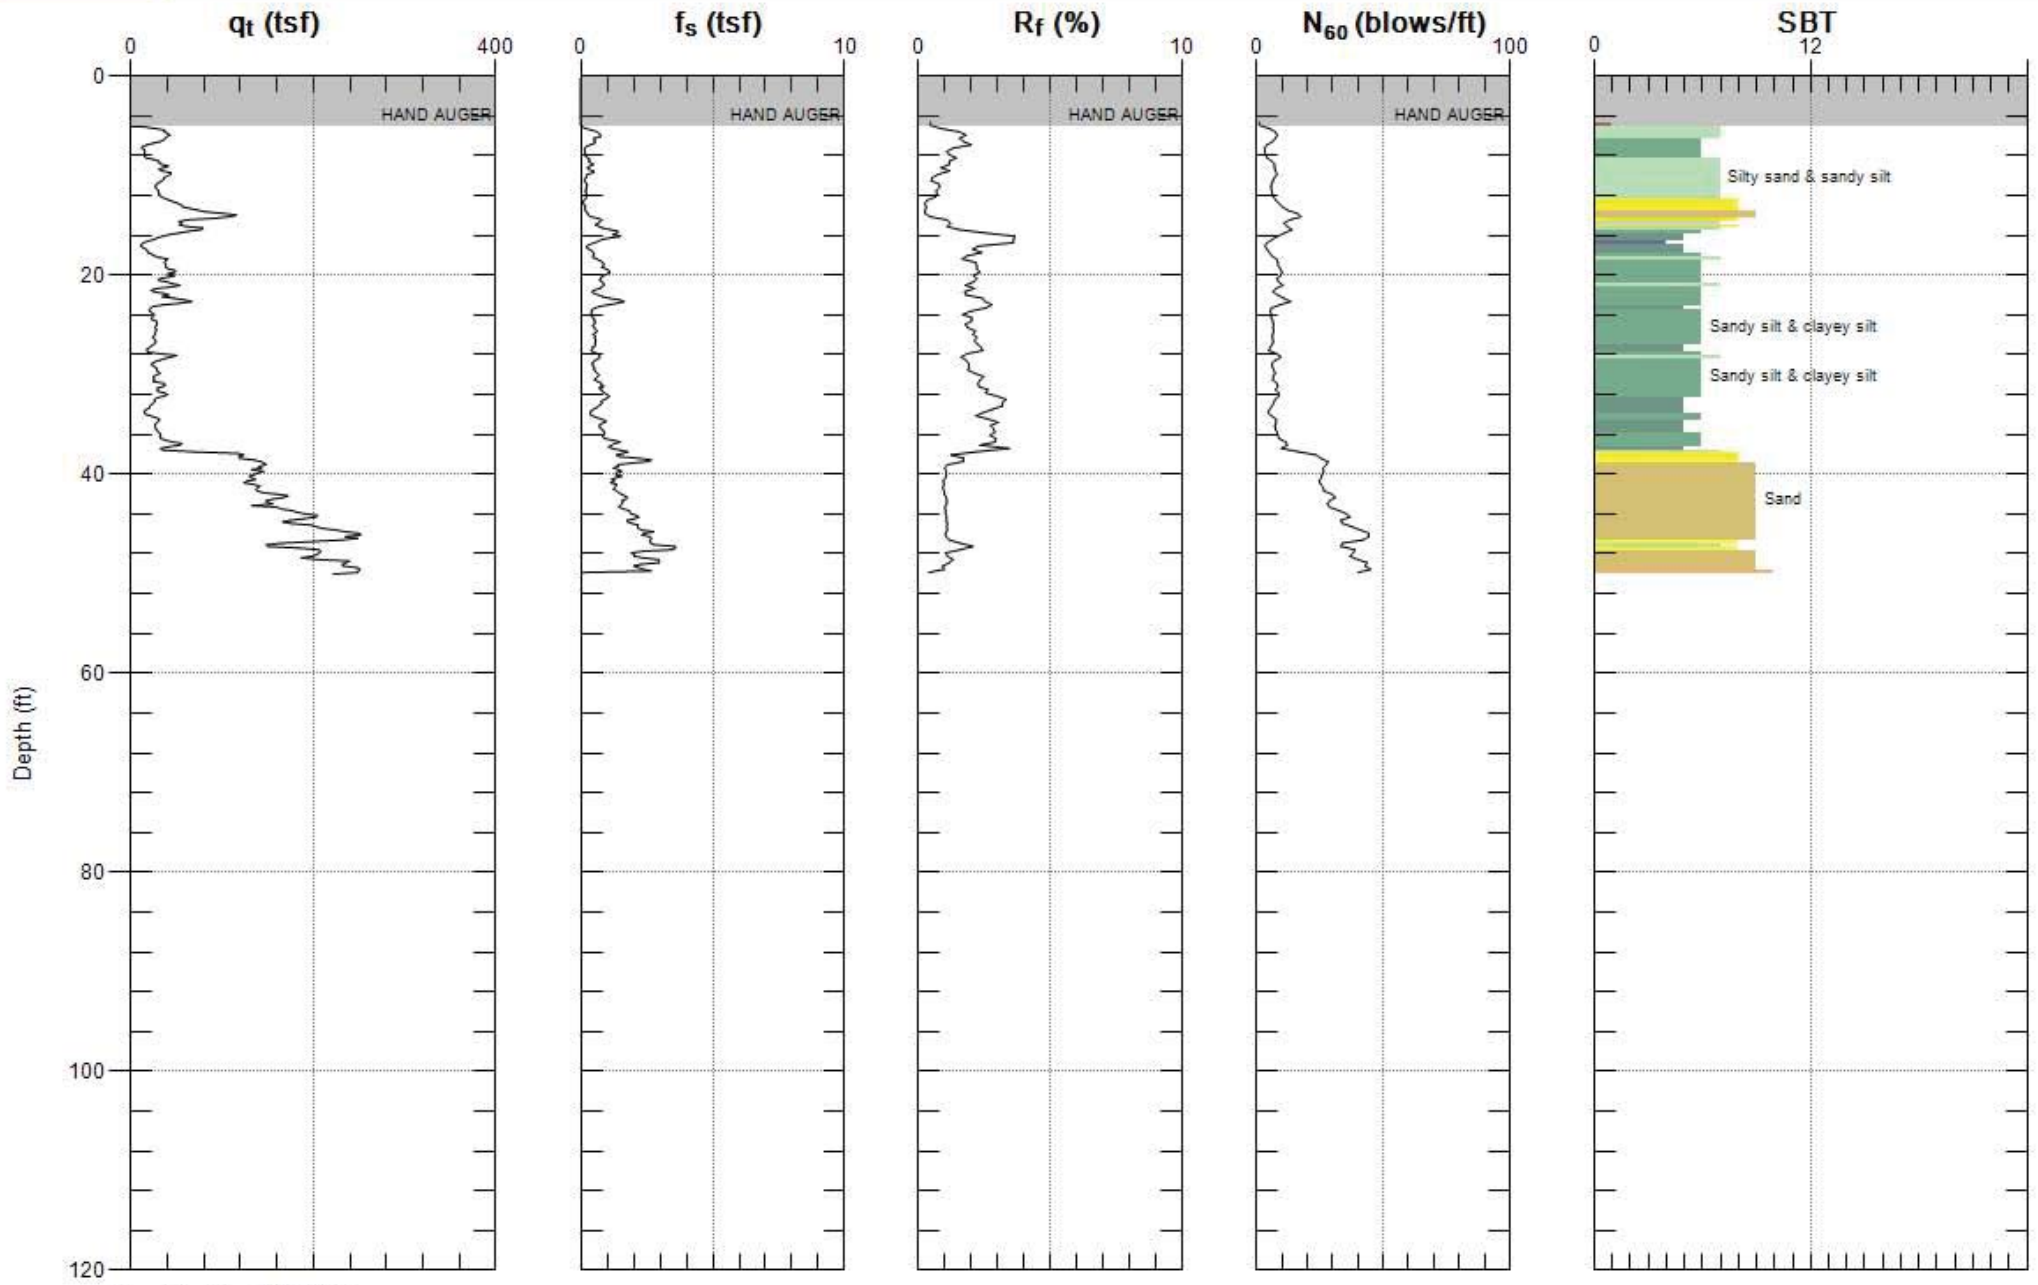 qt (tsf) fs (tsf) Rf (%) N60 (blows/ft) SBT
0 400 0 10 0 10 0 100 0 12
0
HAND AUGER HAND AUGER HAND AUGER HAND AUGER
Silty sand & sandy silt
20
Sandy silt & clayey silt
Sandy silt & clayey silt
40
Sand
60
Depth (ft)
80
100
120